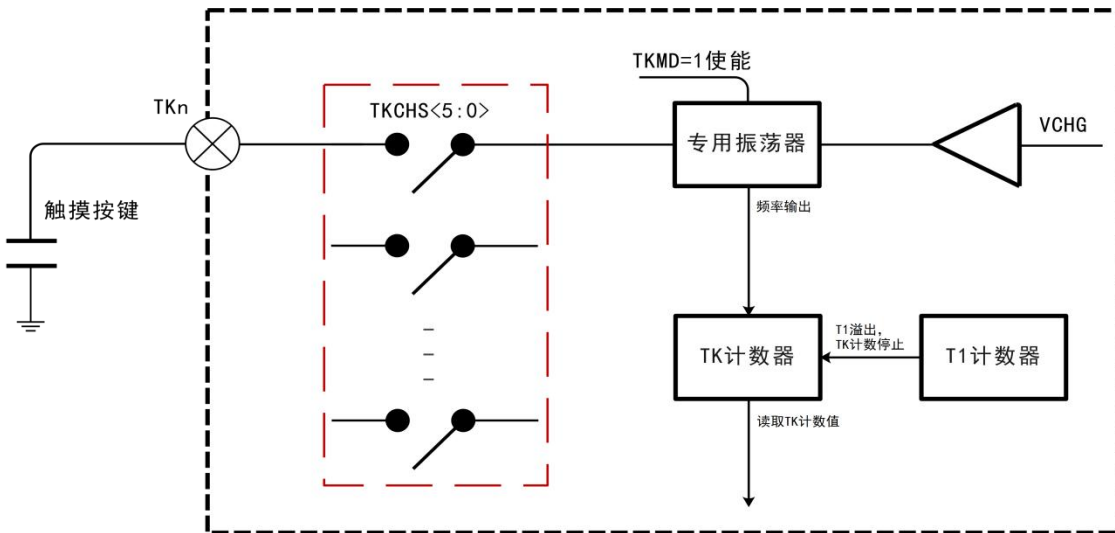 TKMD=1使能
TKn
TKCHS<5:0>
VCHG
专用振荡器
触摸按键
频率输出
T1溢出，
TK计数停止
TK计数器
T1计数器
读取TK计数值